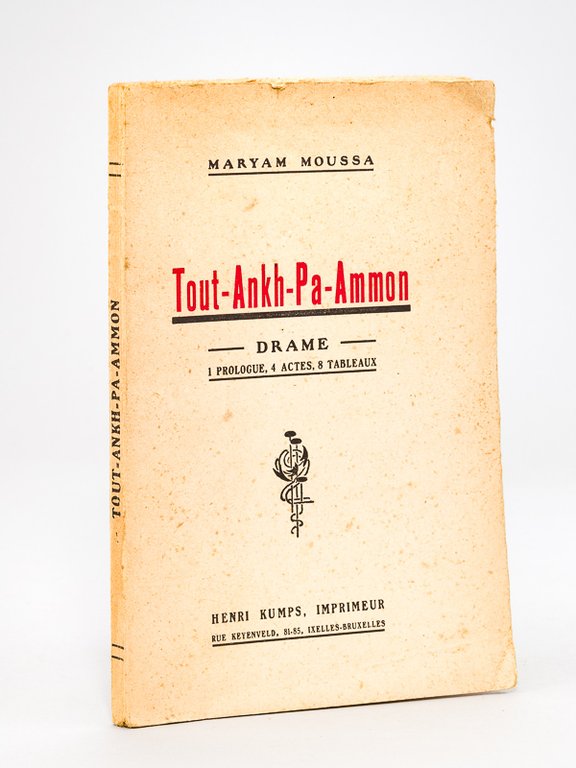 MARYAM MOUSSA
Tout-Ankh-Pa-Ammon
DRAME
1 PROLOGUE, 4 ACTES, 8 TABLEAUX
HENRI KUMPS, IMPRIMEUR
RUE KEYENVELD, 81-85, IXELLES-BRUXELLES
TOUT-ANKH-PA-AMMON